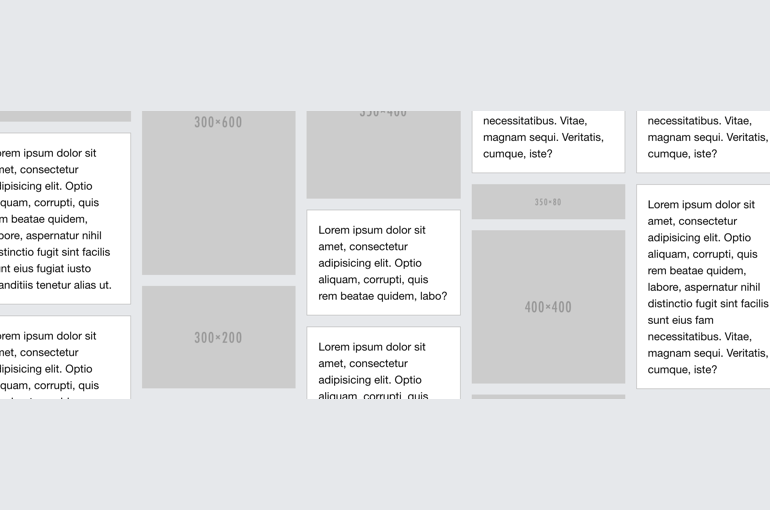 orem ipsum dolor sit
met, consectetur
dipisicing elit. Optio
iquam, corrupti, quis
m beatae quidem,
bore, aspernatur nihil
stinctio fugit sint facilis
nt eius fugiat iusto
anditiis tenetur alias ut.
orem ipsum dolor sit
met, consectetur
dipisicing elit. Optio
iquam, corrupti, quis
300×600
300×200
350×400
Lorem ipsum dolor sit
amet, consectetur
adipisicing elit. Optio
aliquam, corrupti, quis
rem beatae quidem, labo?
Lorem ipsum dolor sit
amet, consectetur
adipisicing elit. Optio
aliquam, corrupti, quis
necessitatibus. Vitae,
magnam sequi. Veritatis,
cumque, iste?
350×80
400×400
necessitatibus. Vitae,
magnam sequi. Veritatis,
cumque, iste?
Lorem ipsum dolor sit
amet, consectetur
adipisicing elit. Optio
aliquam, corrupti, quis
rem beatae quidem,
labore, aspernatur nihil
distinctio fugit sint facilis
sunt eius fam
necessitatibus. Vitae,
magnam sequi. Veritatis,
cumque, iste?